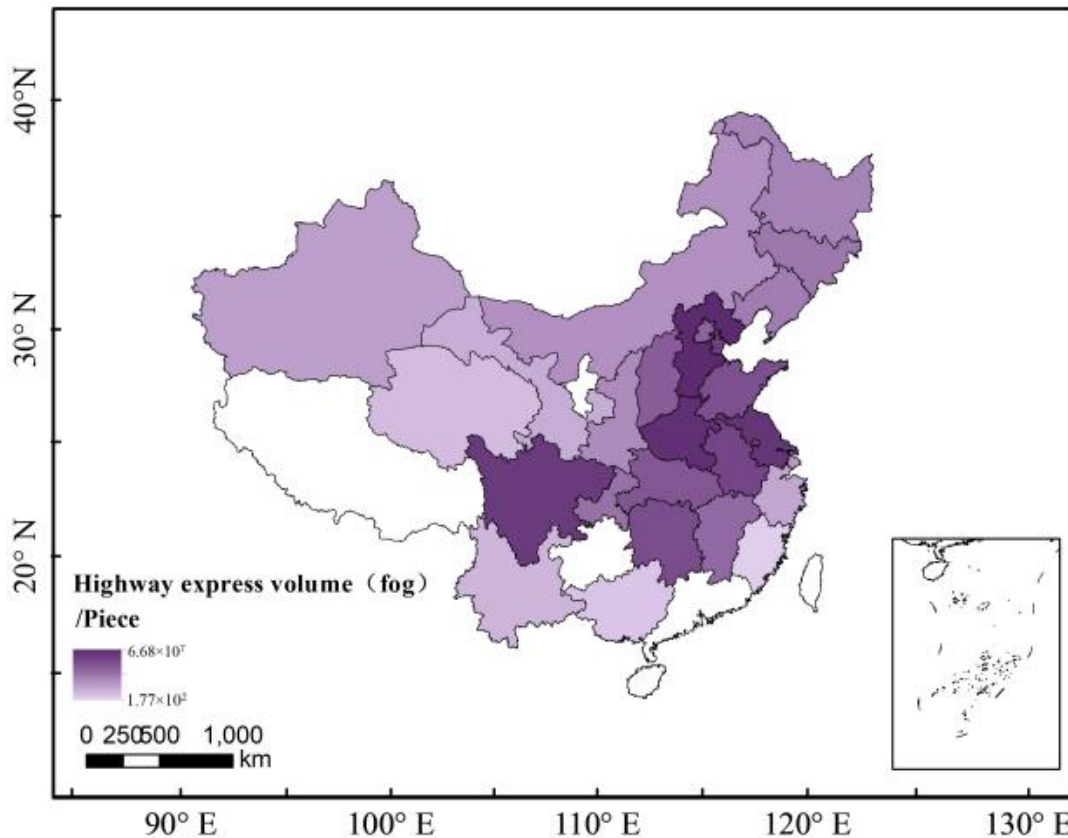 40°N
30° N
20° N
Highway express volume（fog）
/Piece
6.68×10⁷
1.77×10²
0 250500 1,000
km
90° E 100° E 110° E 120° E 130° E